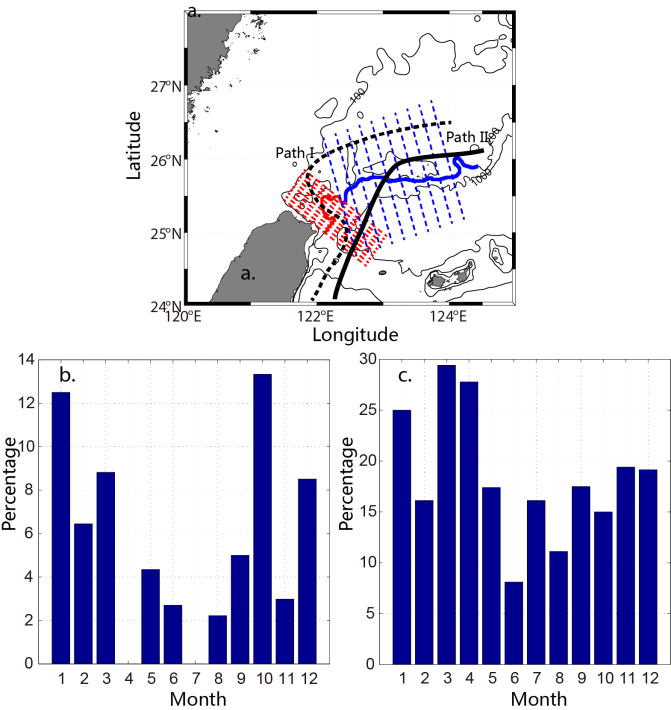 a.
27°N
100
Path I
Path II
26°N
1000
25°N
a.
24°N
120°E
122°E
124°E
Latitude
Longitude
b.
14
12
10
8
6
4
2
0
1 2 3 4 5 6 7 8 9 10 11 12
Percentage
Month
c.
30
25
20
15
10
5
0
1 2 3 4 5 6 7 8 9 10 11 12
Percentage
Month